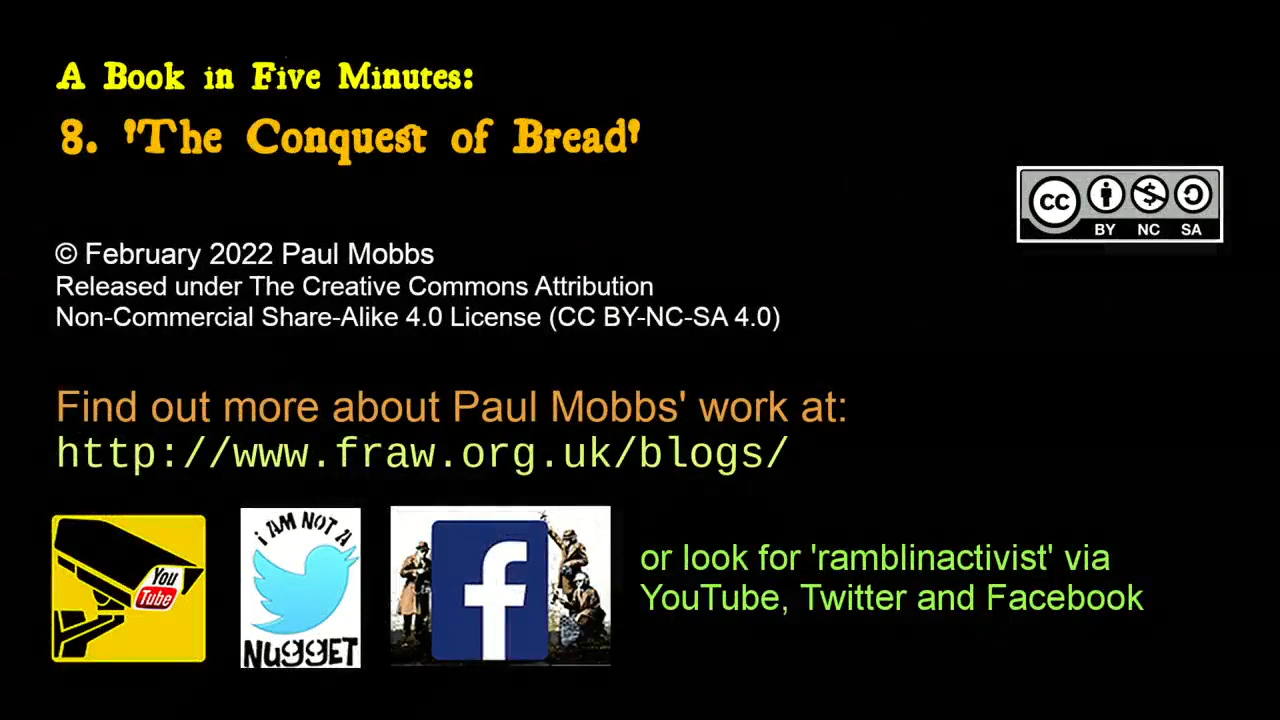 A Book in Five Minutes:
8. 'The Conquest of Bread'
CC
BY NC SA
© February 2022 Paul Mobbs
Released under The Creative Commons Attribution
Non-Commercial Share-Alike 4.0 License (CC BY-NC-SA 4.0)
Find out more about Paul Mobbs' work at:
http://www.fraw.org.uk/blogs/
You
Tube
i AM NOT A
NuggET
f
or look for 'ramblinactivist' via
YouTube, Twitter and Facebook